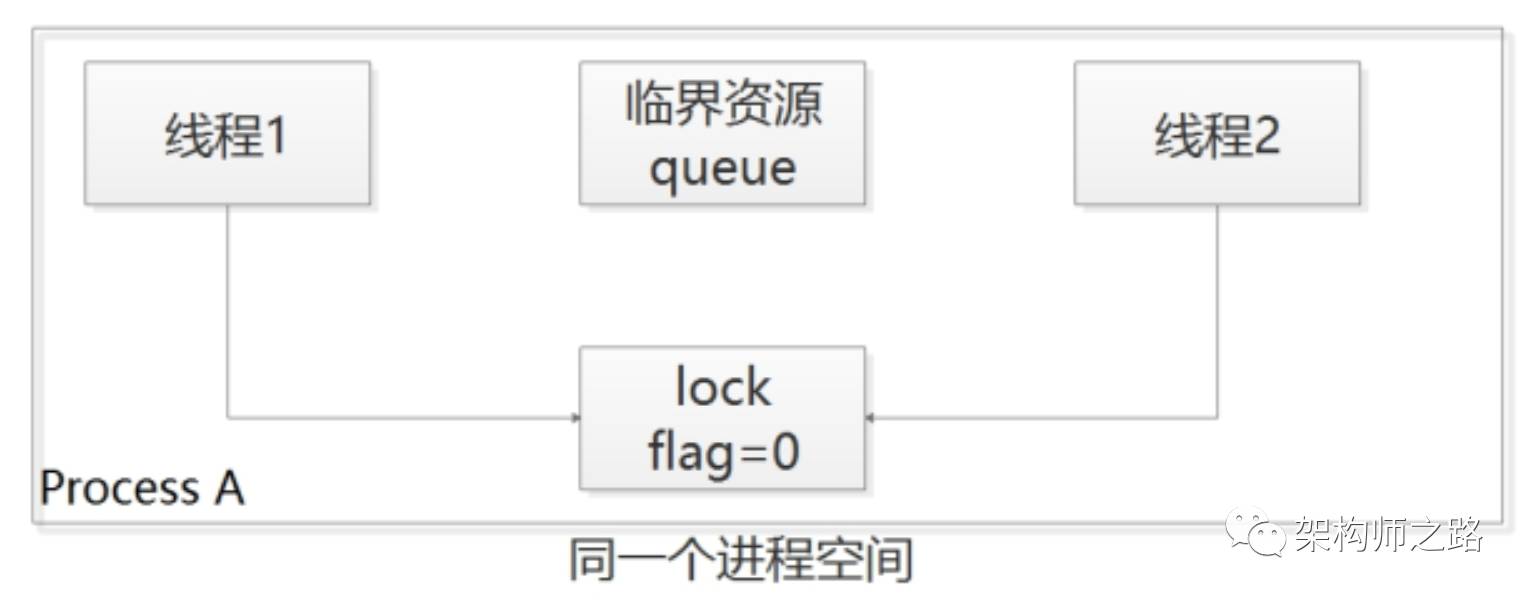 线程1
临界资源
queue
线程2
lock
flag=0
Process A
架构师之路
同一个进程空间